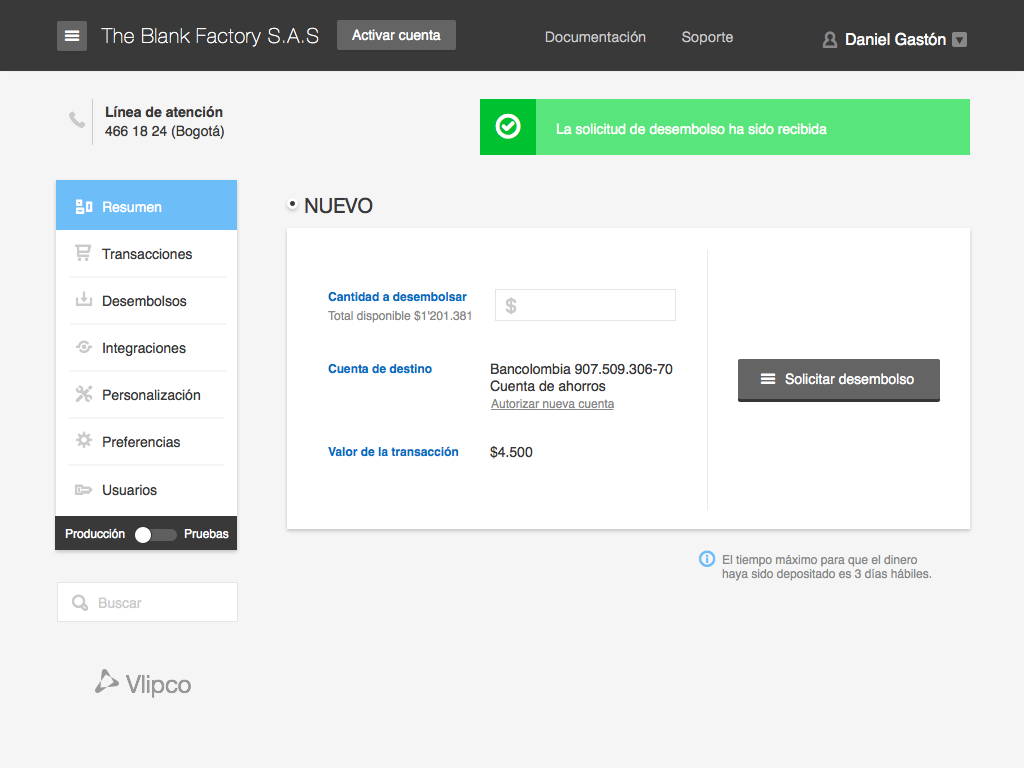 The Blank Factory S.A.S
Activar cuenta
Documentación
Soporte
Daniel Gastón
Línea de atención
466 18 24 (Bogotá)
La solicitud de desembolso ha sido recibida
Resumen
Transacciones
Desembolsos
Integraciones
Personalización
Preferencias
Usuarios
Producción
Pruebas
Buscar
Vlipco
NUEVO
Cantidad a desembolsar
Total disponible $1'201.381
$
Cuenta de destino
Bancolombia 907.509.306-70
Cuenta de ahorros
Autorizar nueva cuenta
Valor de la transacción
$4.500
Solicitar desembolso
El tiempo máximo para que el dinero
haya sido depositado es 3 días hábiles.